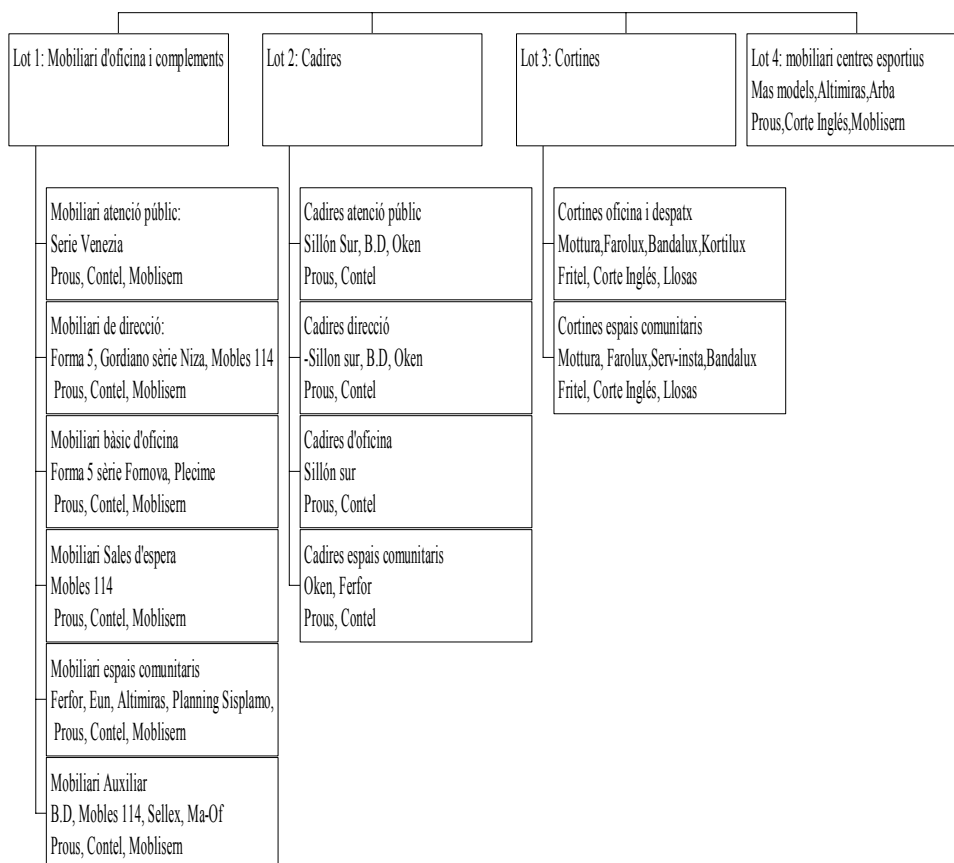 Lot 1: Mobiliari d'oficina i complements
Mobiliari atenció públic:
Serie Venezia
Prous, Contel, Moblisern
Mobiliari de direcció:
Forma 5, Gordiano sèrie Niza, Mobles 114
Prous, Contel, Moblisern
Mobiliari bàsic d'oficina
Forma 5 sèrie Fornova, Plecime
Prous, Contel, Moblisern
Mobiliari Sales d'espera
Mobles 114
Prous, Contel, Moblisern
Mobiliari espais comunitaris
Ferfor, Eun, Altimiras, Planning Sisplamo,
Prous, Contel, Moblisern
Mobiliari Auxiliar
B.D, Mobles 114, Sellex, Ma-Of
Prous, Contel, Moblisern
Lot 2: Cadires
Cadires atenció públic
Sillón Sur, B.D, Oken
Prous, Contel
Cadires direcció
-Sillon sur, B.D, Oken
Prous, Contel
Cadires d'oficina
Sillón sur
Prous, Contel
Cadires espais comunitaris
Oken, Ferfor
Prous, Contel
Lot 3: Cortines
Cortines oficina i despatx
Mottura,Farolux,Bandalux,Kortilux
Fritel, Corte Inglés, Llosas
Cortines espais comunitaris
Mottura, Farolux,Serv-insta,Bandalux
Fritel, Corte Inglés, Llosas
Lot 4: mobiliari centres esportius
Mas models,Altimiras,Arba
Prous,Corte Inglés,Moblisern